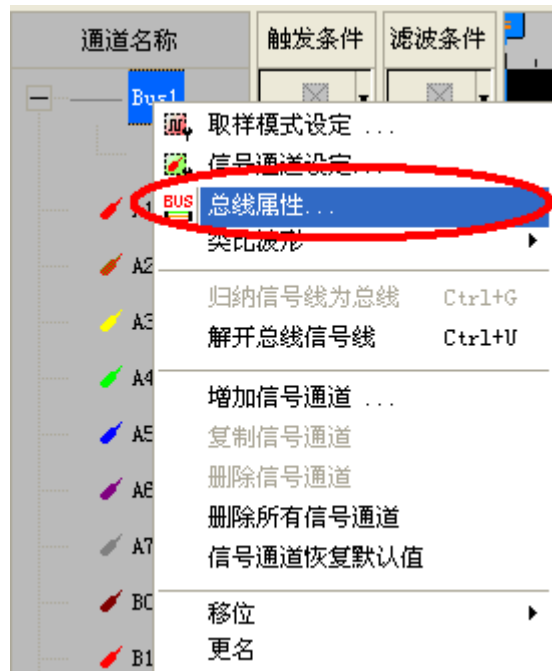 通道名称 触发条件 滤波条件
Bus1
取样模式设定 ...
信号通道设定...
A1 BUS 总线属性...
类比波形
A2
归纳信号线为总线 Ctrl+G
A3
解开总线信号线 Ctrl+U
A4
增加信号通道 ...
A5 复制信号通道
删除信号通道
A6
删除所有信号通道
A7 信号通道恢复默认值
B0 移位
B1 更名